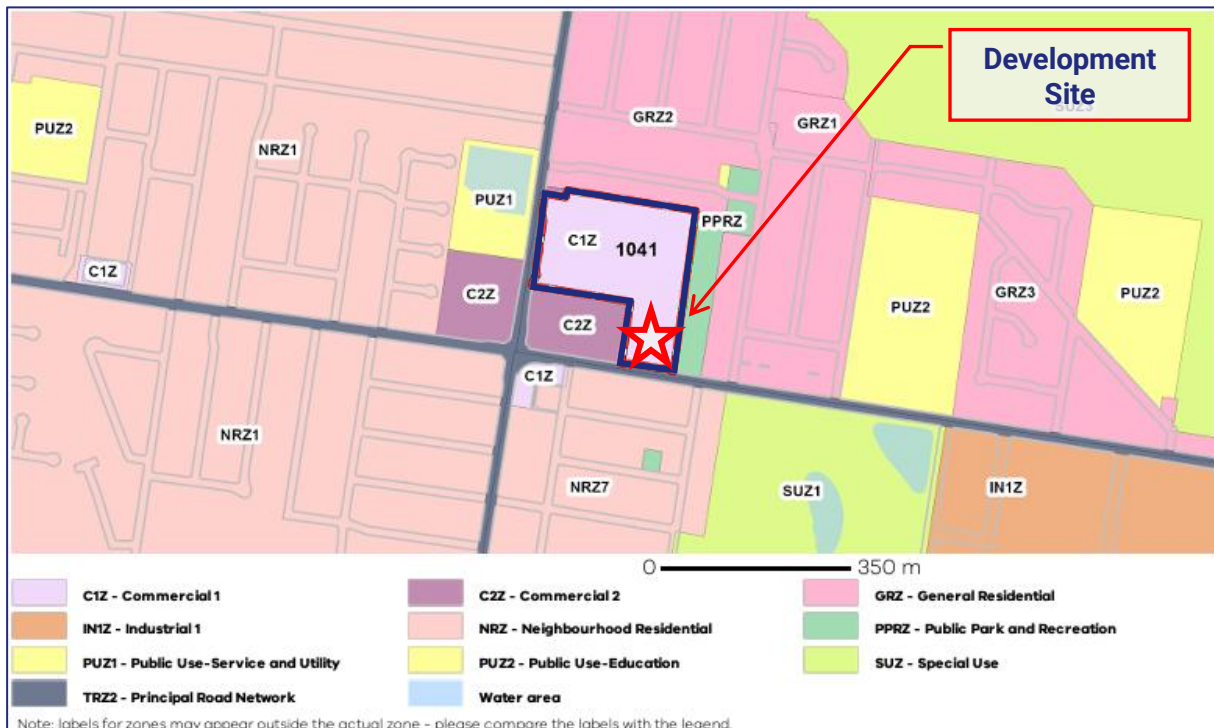 Development
Site
SUZ3
PUZ2
NRZ1
GRZ2
GRZ1
PUZ1
PPRZ
C1Z
1041
C1Z
C2Z
C2Z
PUZ2
GRZ3
PUZ2
C1Z
NRZ1
NRZ7
SUZ1
IN1Z
0
350 m
C1Z - Commercial 1
C2Z - Commercial 2
GRZ - General Residential
IN1Z - Industrial 1
NRZ - Neighbourhood Residential
PPRZ - Public Park and Recreation
PUZ1 - Public Use-Service and Utility
PUZ2 - Public Use-Education
SUZ - Special Use
TRZ2 - Principal Road Network
Water area
Note: labels for zones may appear outside the actual zone - please compare the labels with the legend.